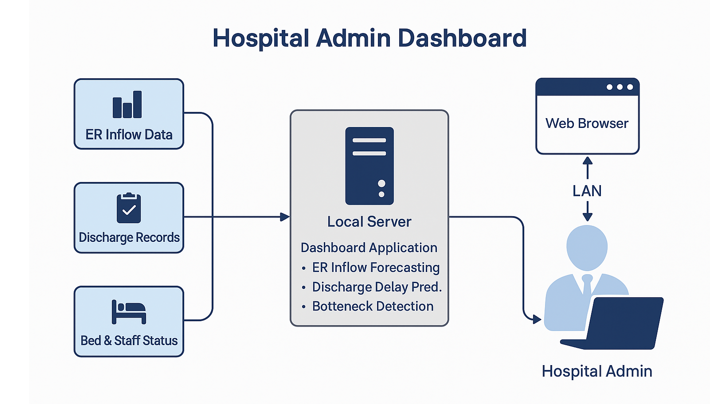 Hospital Admin Dashboard
ER Inflow Data
Discharge Records
Bed & Staff Status
Local Server
Dashboard Application
• ER Inflow Forecasting
• Discharge Delay Pred.
• Botteneck Detection
Web Browser
LAN
Hospital Admin